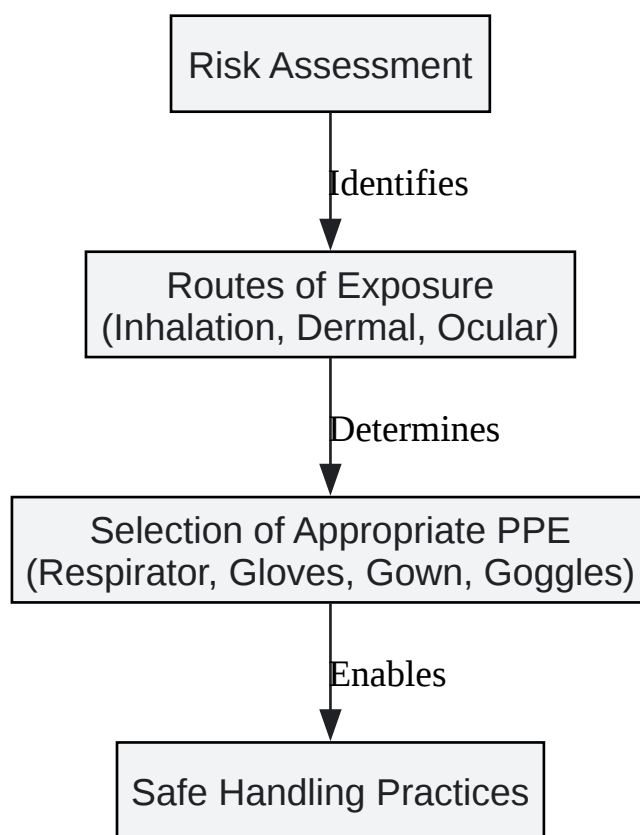 Risk Assessment
Identifies
Routes of Exposure
(Inhalation, Dermal, Ocular)
Determines
Selection of Appropriate PPE
(Respirator, Gloves, Gown, Goggles)
Enables
Safe Handling Practices